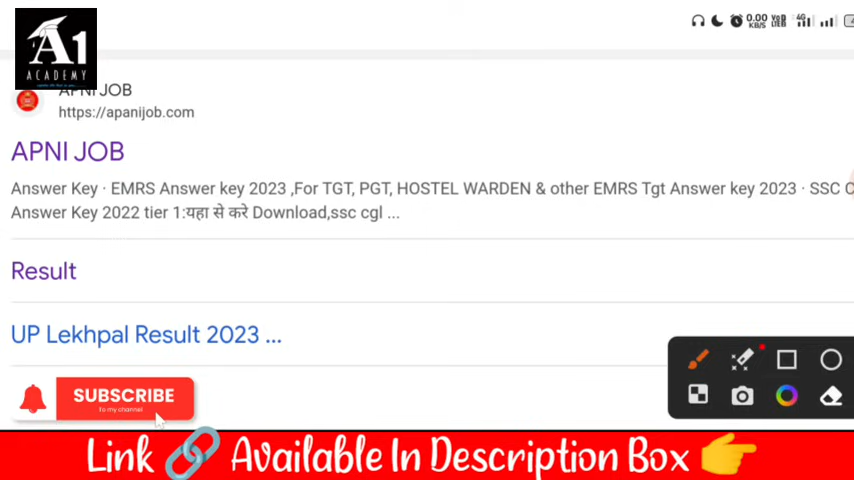 A1
ACADEMY
0.00
KB/S
4G
APNI JOB
https://apanijob.com
APNI JOB
Answer Key · EMRS Answer key 2023 ,For TGT, PGT, HOSTEL WARDEN & other EMRS Tgt Answer key 2023 · SSC
Answer Key 2022 tier 1:यहा से करे Download,ssc cgl ...
Result
UP Lekhpal Result 2023 ...
SUBSCRIBE
To my channel
Link Available In Description Box